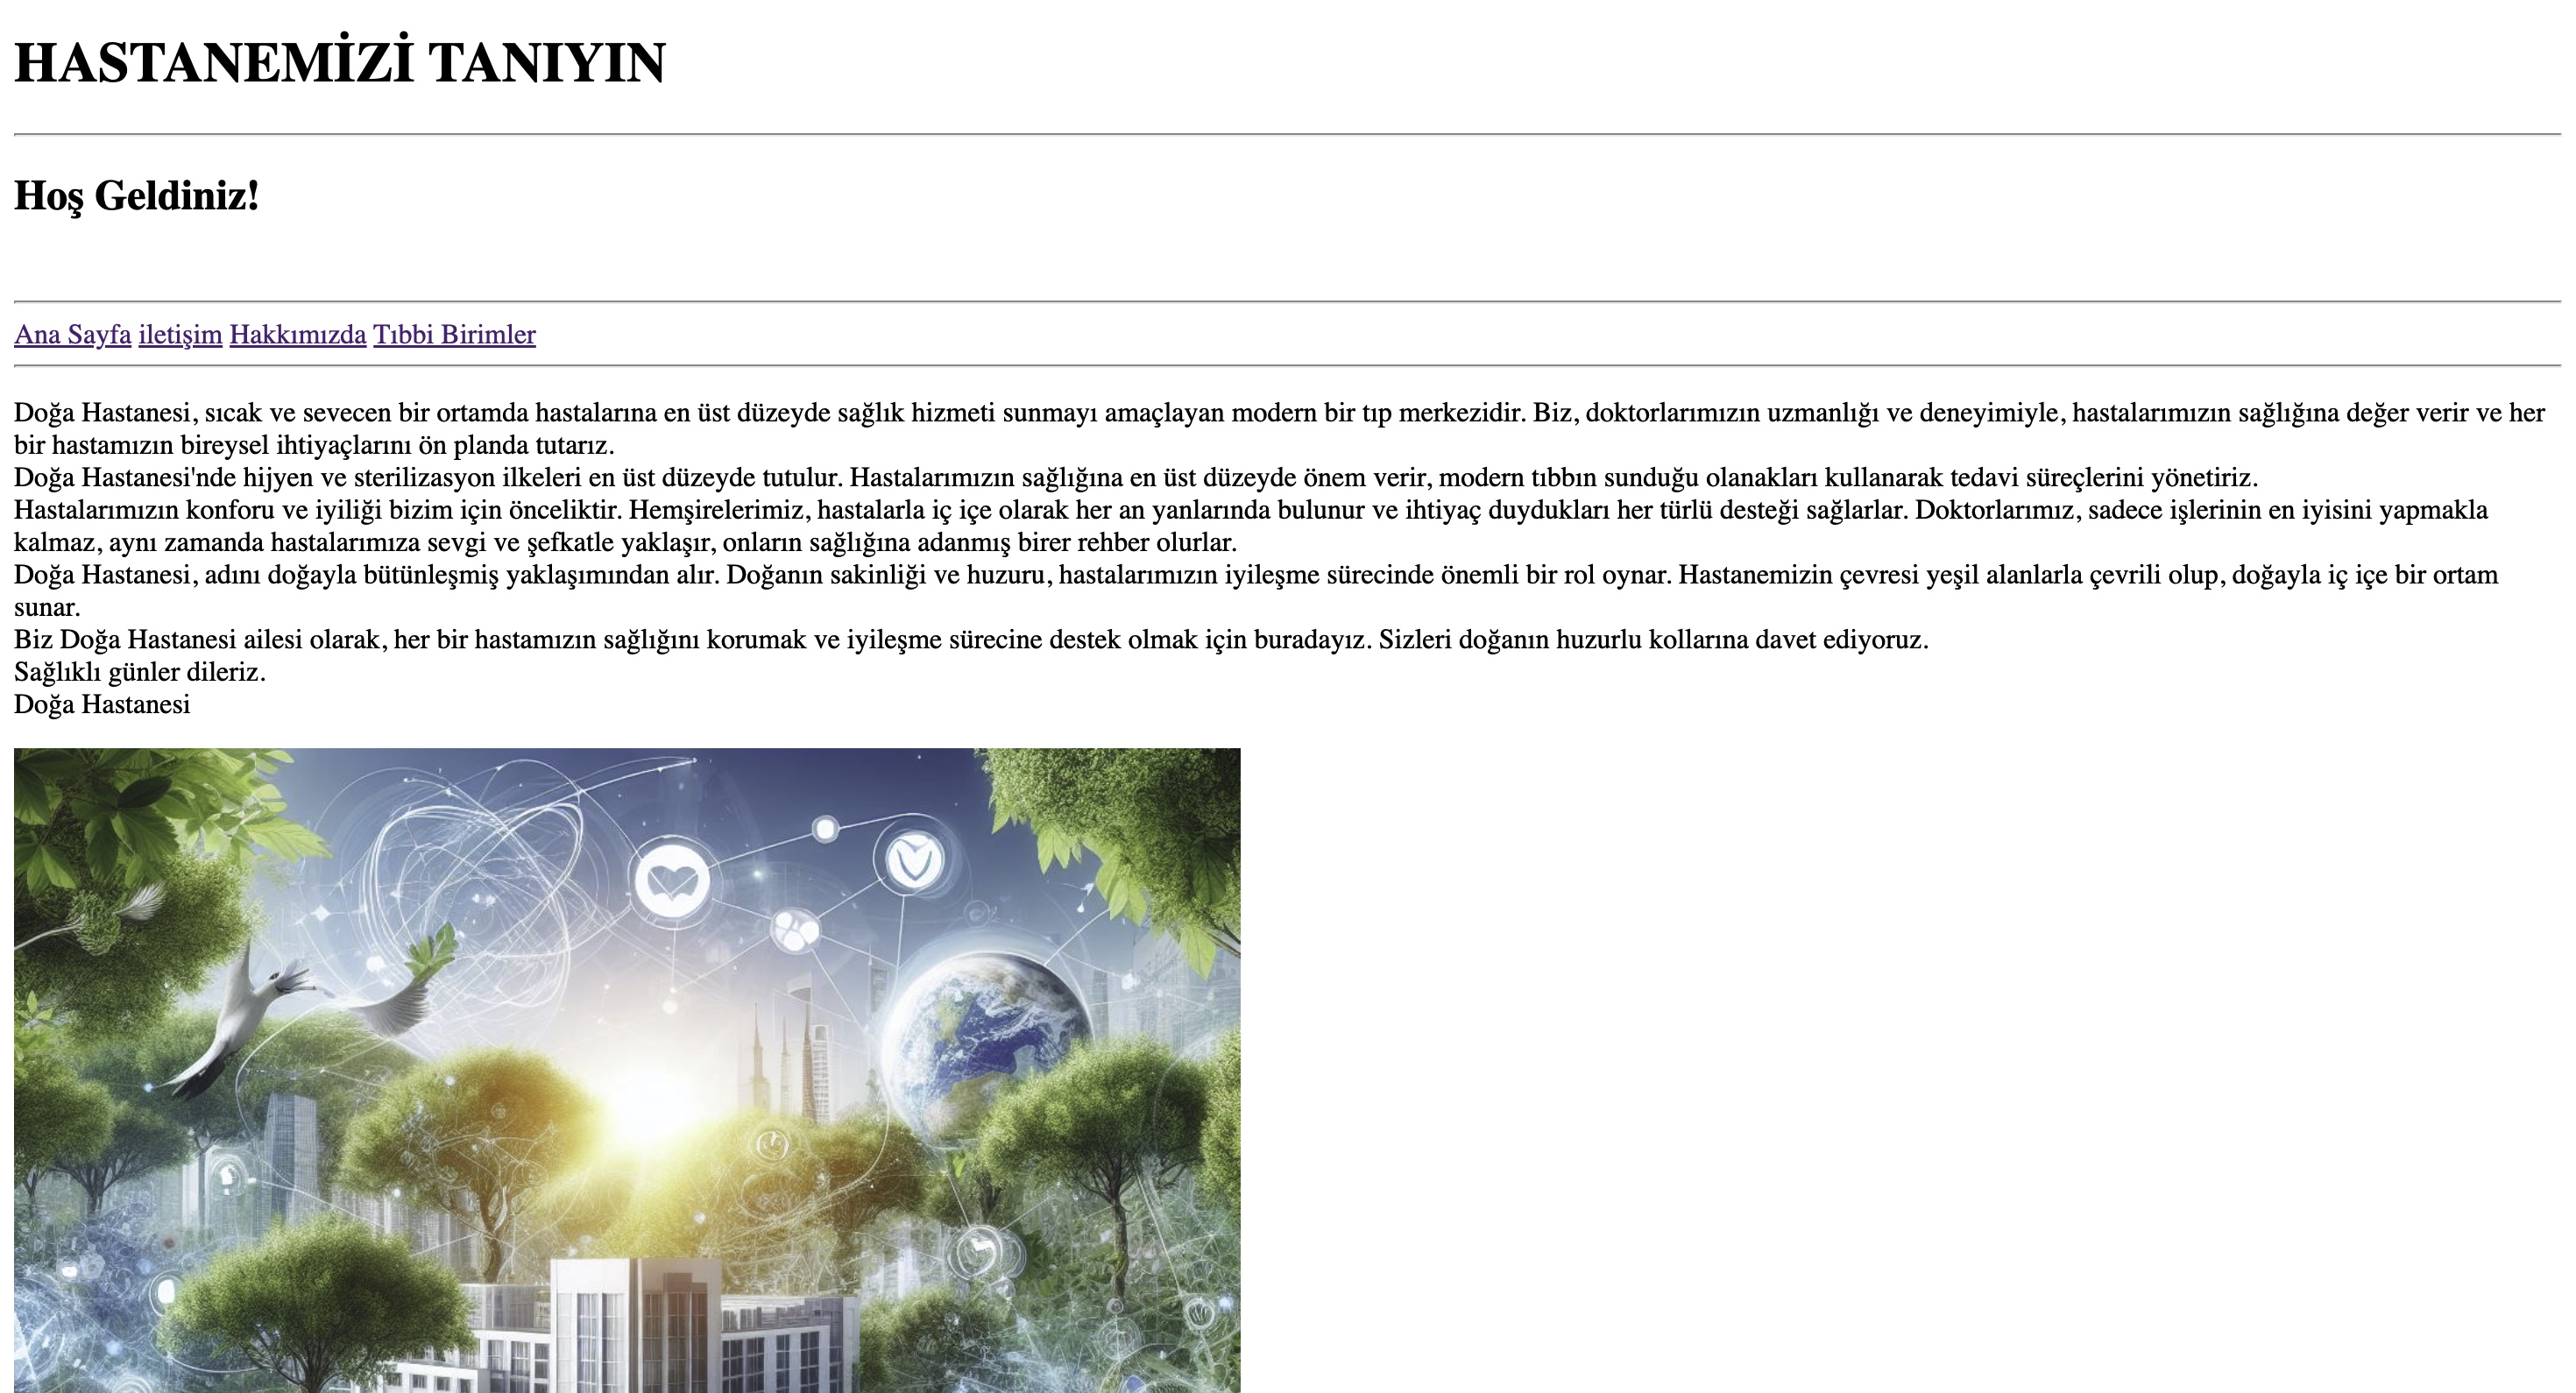 HASTANEMİZİ TANIYIN
Hoş Geldiniz!
Ana Sayfa iletişim Hakkımızda Tıbbi Birimler
Doğa Hastanesi, sıcak ve sevecen bir ortamda hastalarına en üst düzeyde sağlık hizmeti sunmayı amaçlayan modern bir tıp merkezidir. Biz, doktorlarımızın uzmanlığı ve deneyimiyle, hastalarımızın sağlığına değer verir ve her
bir hastamızın bireysel ihtiyaçlarını ön planda tutarız.
Doğa Hastanesi'nde hijyen ve sterilizasyon ilkeleri en üst düzeyde tutulur. Hastalarımızın sağlığına en üst düzeyde önem verir, modern tıbbın sunduğu olanakları kullanarak tedavi süreçlerini yönetiriz.
Hastalarımızın konforu ve iyiliği bizim için önceliktir. Hemşirelerimiz, hastalarla iç içe olarak her an yanlarında bulunur ve ihtiyaç duydukları her türlü desteği sağlarlar. Doktorlarımız, sadece işlerinin en iyisini yapmakla
kalmaz, aynı zamanda hastalarımıza sevgi ve şefkatle yaklaşır, onların sağlığına adanmış birer rehber olurlar.
Doğa Hastanesi, adını doğayla bütünleşmiş yaklaşımından alır. Doğanın sakinliği ve huzuru, hastalarımızın iyileşme sürecinde önemli bir rol oynar. Hastanemizin çevresi yeşil alanlarla çevrili olup, doğayla iç içe bir ortam
sunar.
Biz Doğa Hastanesi ailesi olarak, her bir hastamızın sağlığını korumak ve iyileşme sürecine destek olmak için buradayız. Sizleri doğanın huzurlu kollarına davet ediyoruz.
Sağlıklı günler dileriz.
Doğa Hastanesi